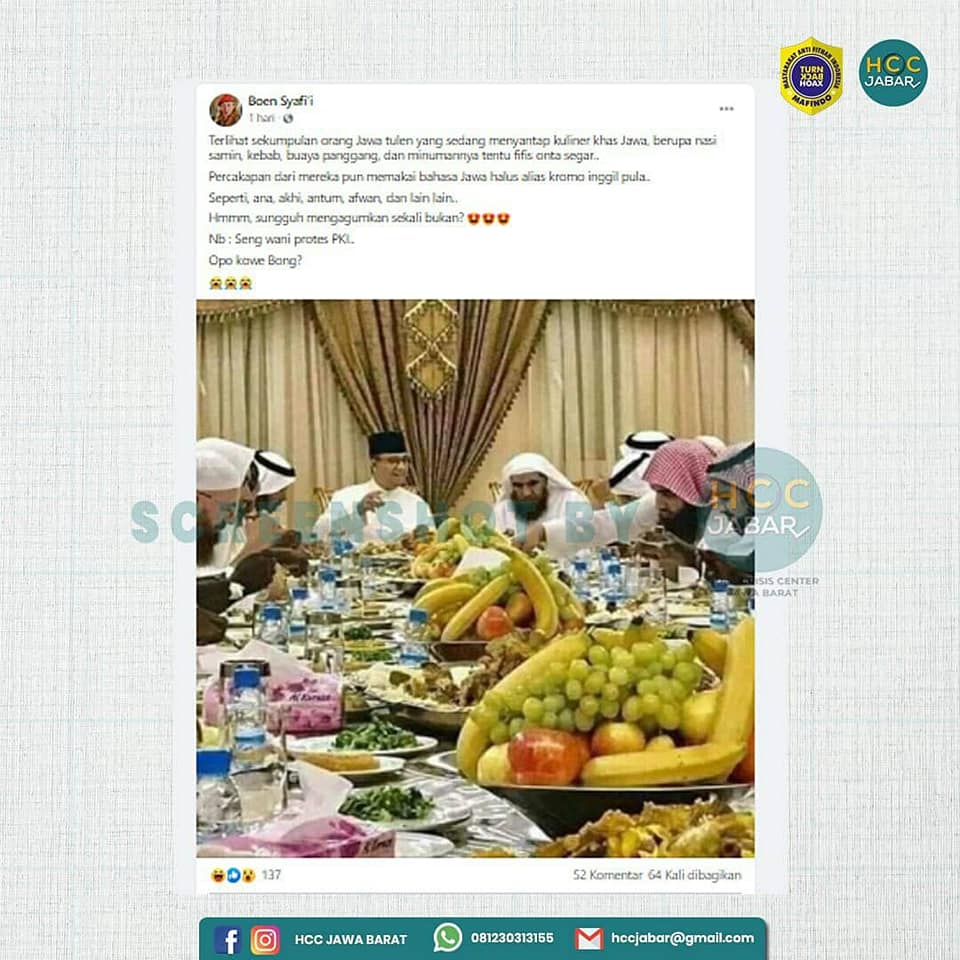 MASYARAKAT ANTI FITNAH INDONESIA
TURN
BACK
HOAX
MAFINDO
HCC
JABAR
Boen Syafi'i
1 hari
Terlihat sekumpulan orang Jawa tulen yang sedang menyantap kuliner khas Jawa, berupa nasi
samin, kebab, buaya panggang, dan minumannya tentu fifis onta segar..
Percakapan dari mereka pun memakai bahasa Jawa halus alias kromo inggil pula..
Seperti, ana, akhi, antum, afwan, dan lain lain..
Hmmm, sungguh mengagumkan sekali bukan? 😍😍😍
Nb : Seng wani protes PKI..
Opo kowe Bong?
😭😭😭
SCREENSHOT BY
HCC
JABAR
CRISIS CENTER
JAWA BARAT
137
52 Komentar 64 Kali dibagikan
HCC JAWA BARAT
081230313155
hccjabar@gmail.com